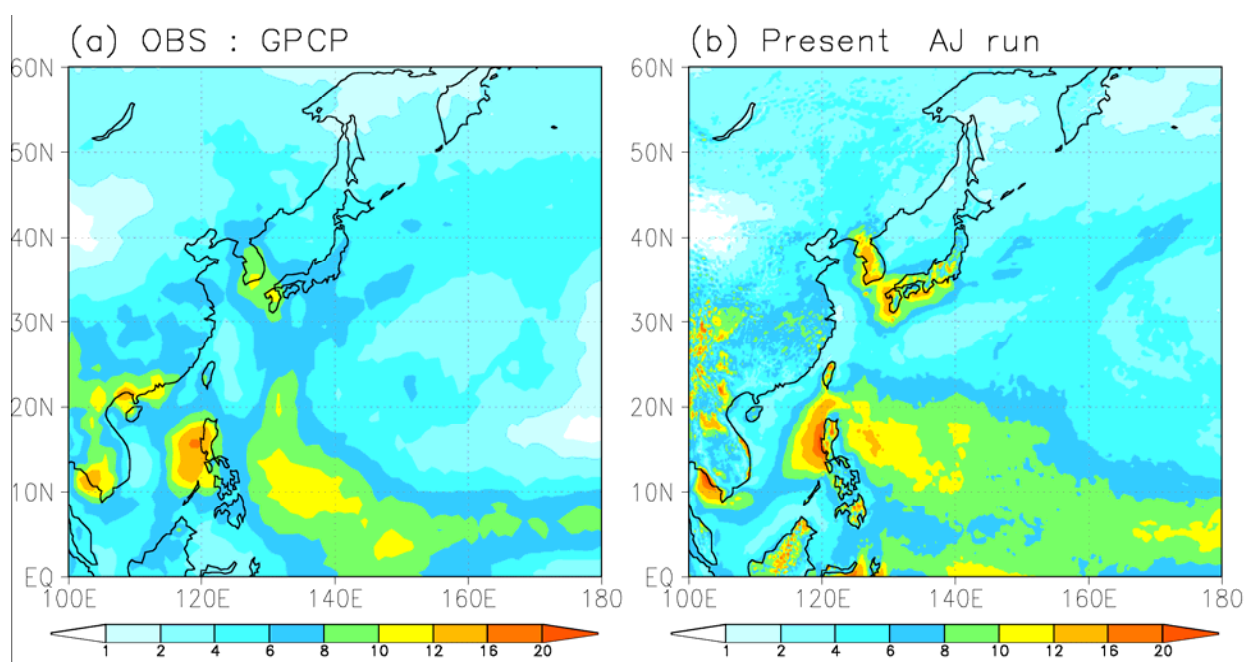 (a) OBS : GPCP
60N
50N
40N
30N
20N
10N
EQ
100E 120E 140E 160E 180
1 2 4 6 8 10 12 16 20
(b) Present AJ run
60N
50N
40N
30N
20N
10N
EQ
100E 120E 140E 160E 180
1 2 4 6 8 10 12 16 20